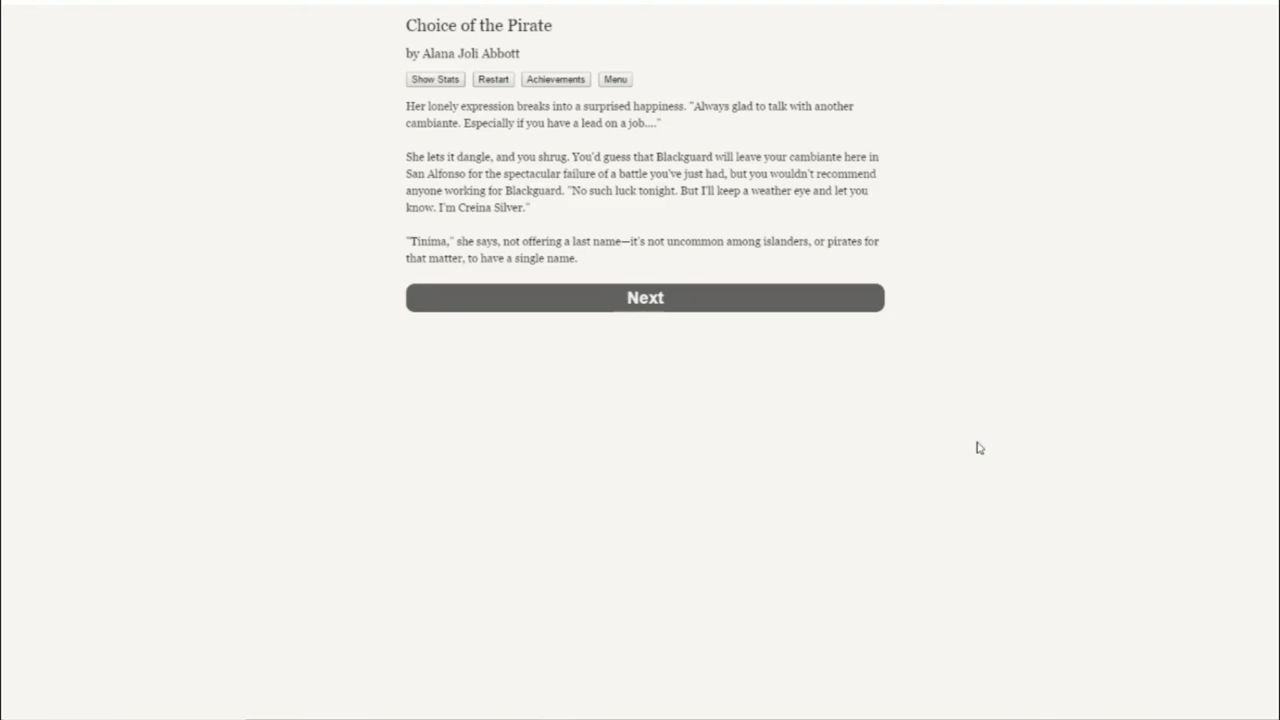 Choice of the Pirate
by Alana Joli Abbott
Show Stats Restart Achievements Menu
Her lonely expression breaks into a surprised happiness. "Always glad to talk with another
cambiante. Especially if you have a lead on a job...."
She lets it dangle, and you shrug. You'd guess that Blackguard will leave your cambiante here in
San Alfonso for the spectacular failure of a battle you've just had, but you wouldn't recommend
anyone working for Blackguard. "No such luck tonight. But I'll keep a weather eye and let you
know. I'm Creina Silver."
"Tinima," she says, not offering a last name—it's not uncommon among islanders, or pirates for
that matter, to have a single name.
Next